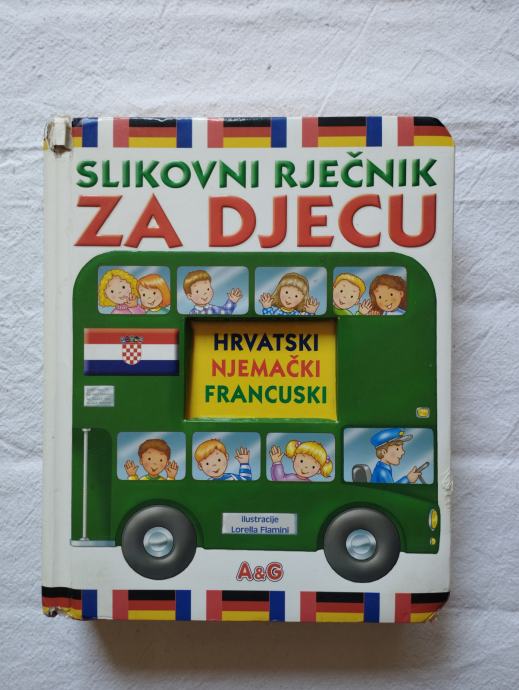 SLIKOVNI RJEČNIK
ZA DJECU
HRVATSKI
NJEMAČKI
FRANCUSKI
ilustracije
Lorella Flamini
A&G